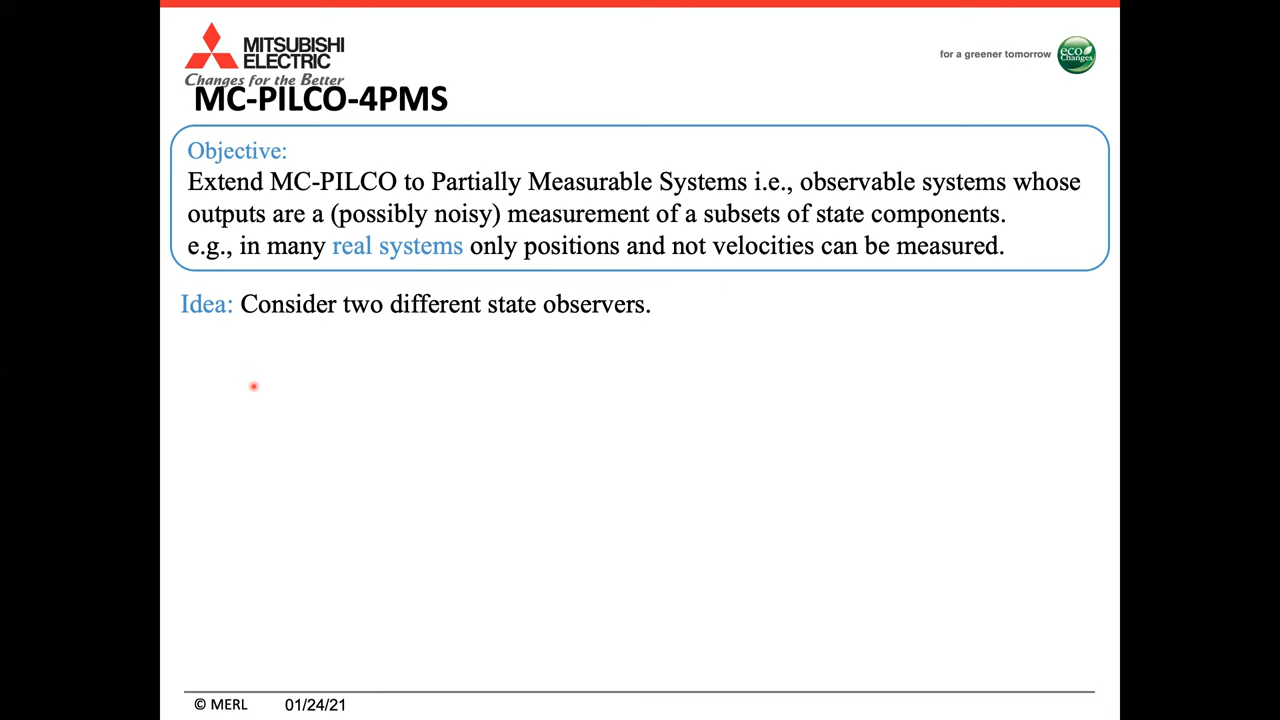 MITSUBISHI
ELECTRIC
Changes for the Better
for a greener tomorrow
eco
Changes
MC-PILCO-4PMS
Objective:
Extend MC-PILCO to Partially Measurable Systems i.e., observable systems whose
outputs are a (possibly noisy) measurement of a subsets of state components.
e.g., in many real systems only positions and not velocities can be measured.
Idea: Consider two different state observers.
© MERL 01/24/21